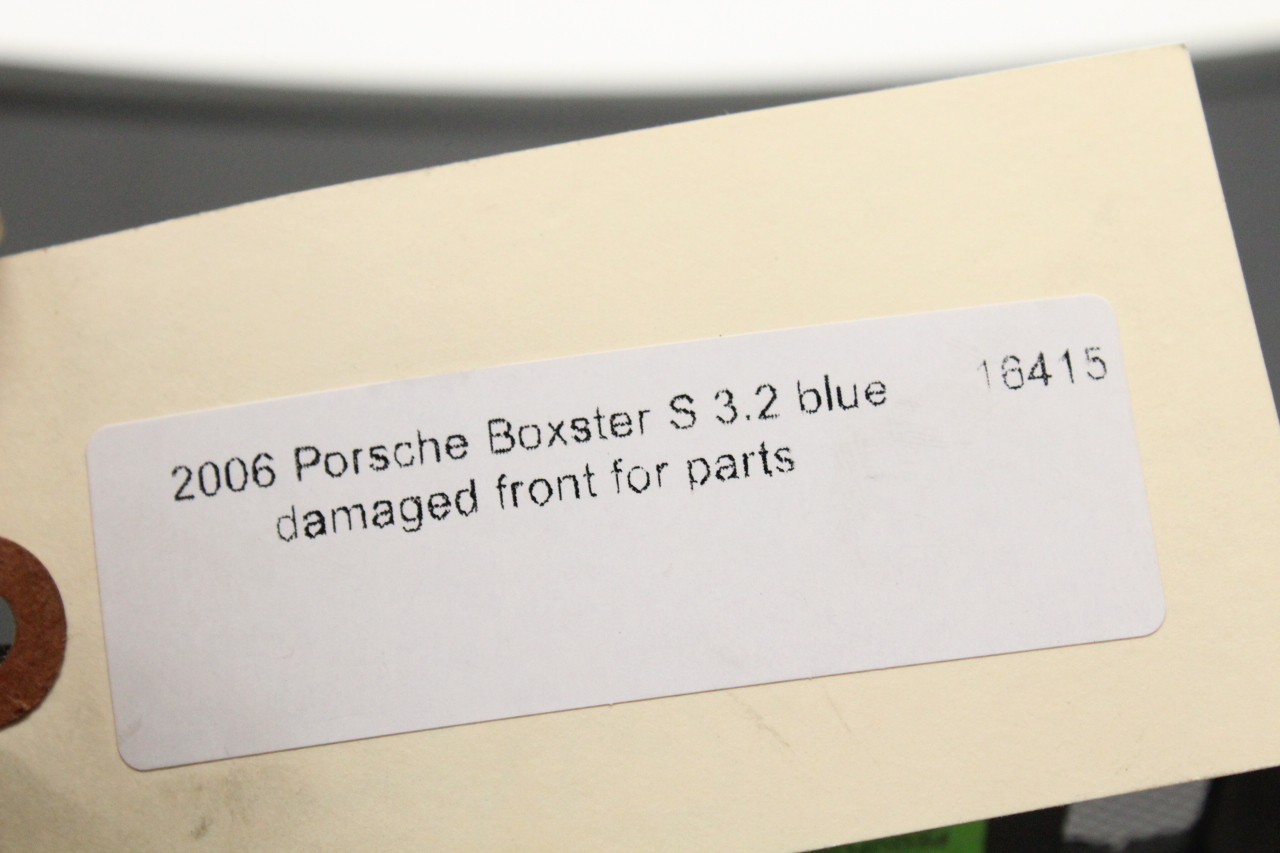 2006 Porsche Boxster S 3.2 blue 16415
damaged front for parts